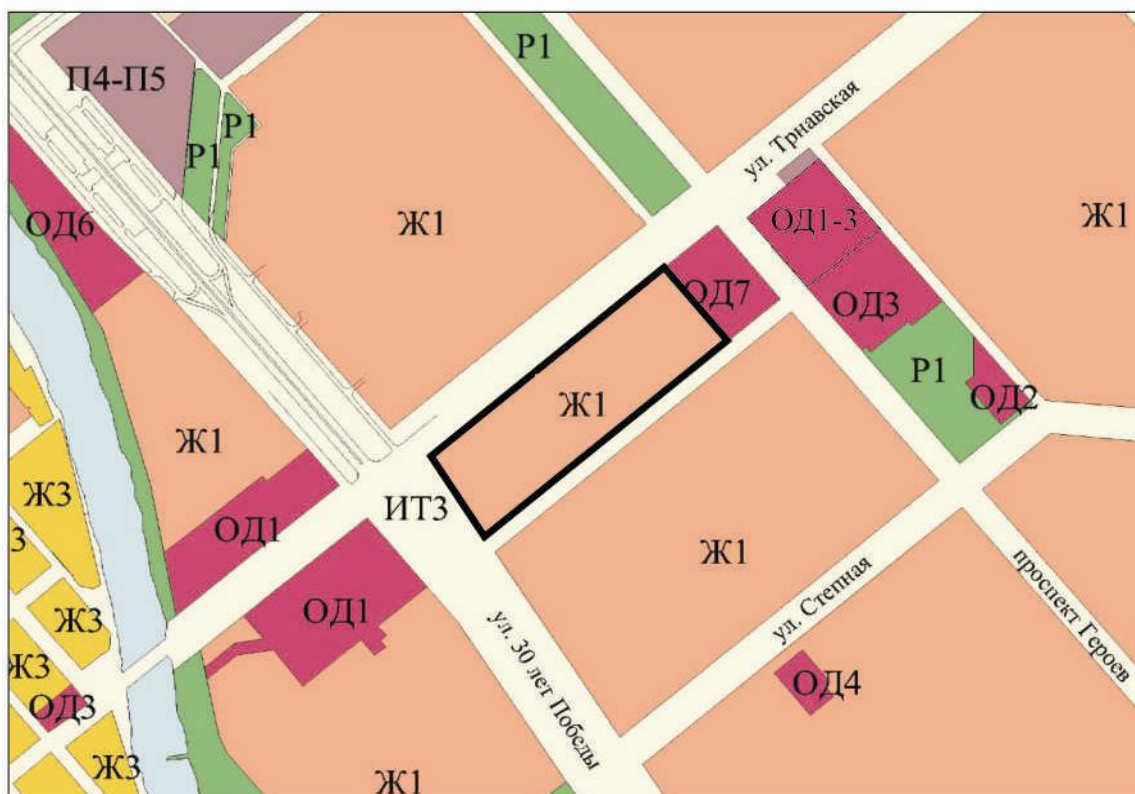 Р1
П4-П5
Р1
Р1
ул. Трнавская
ОД6
Ж1
ОД1-3
Ж1
ОД7
ОД3
Р1
ОД2
Ж1
Ж1
Ж3
ИТ3
ОД1
3
Ж1
ул. Степная
проспект Героев
ОД1
Ж3
ул. 30 лет Победы
Ж3
ОД4
ОД3
Ж3
Ж1